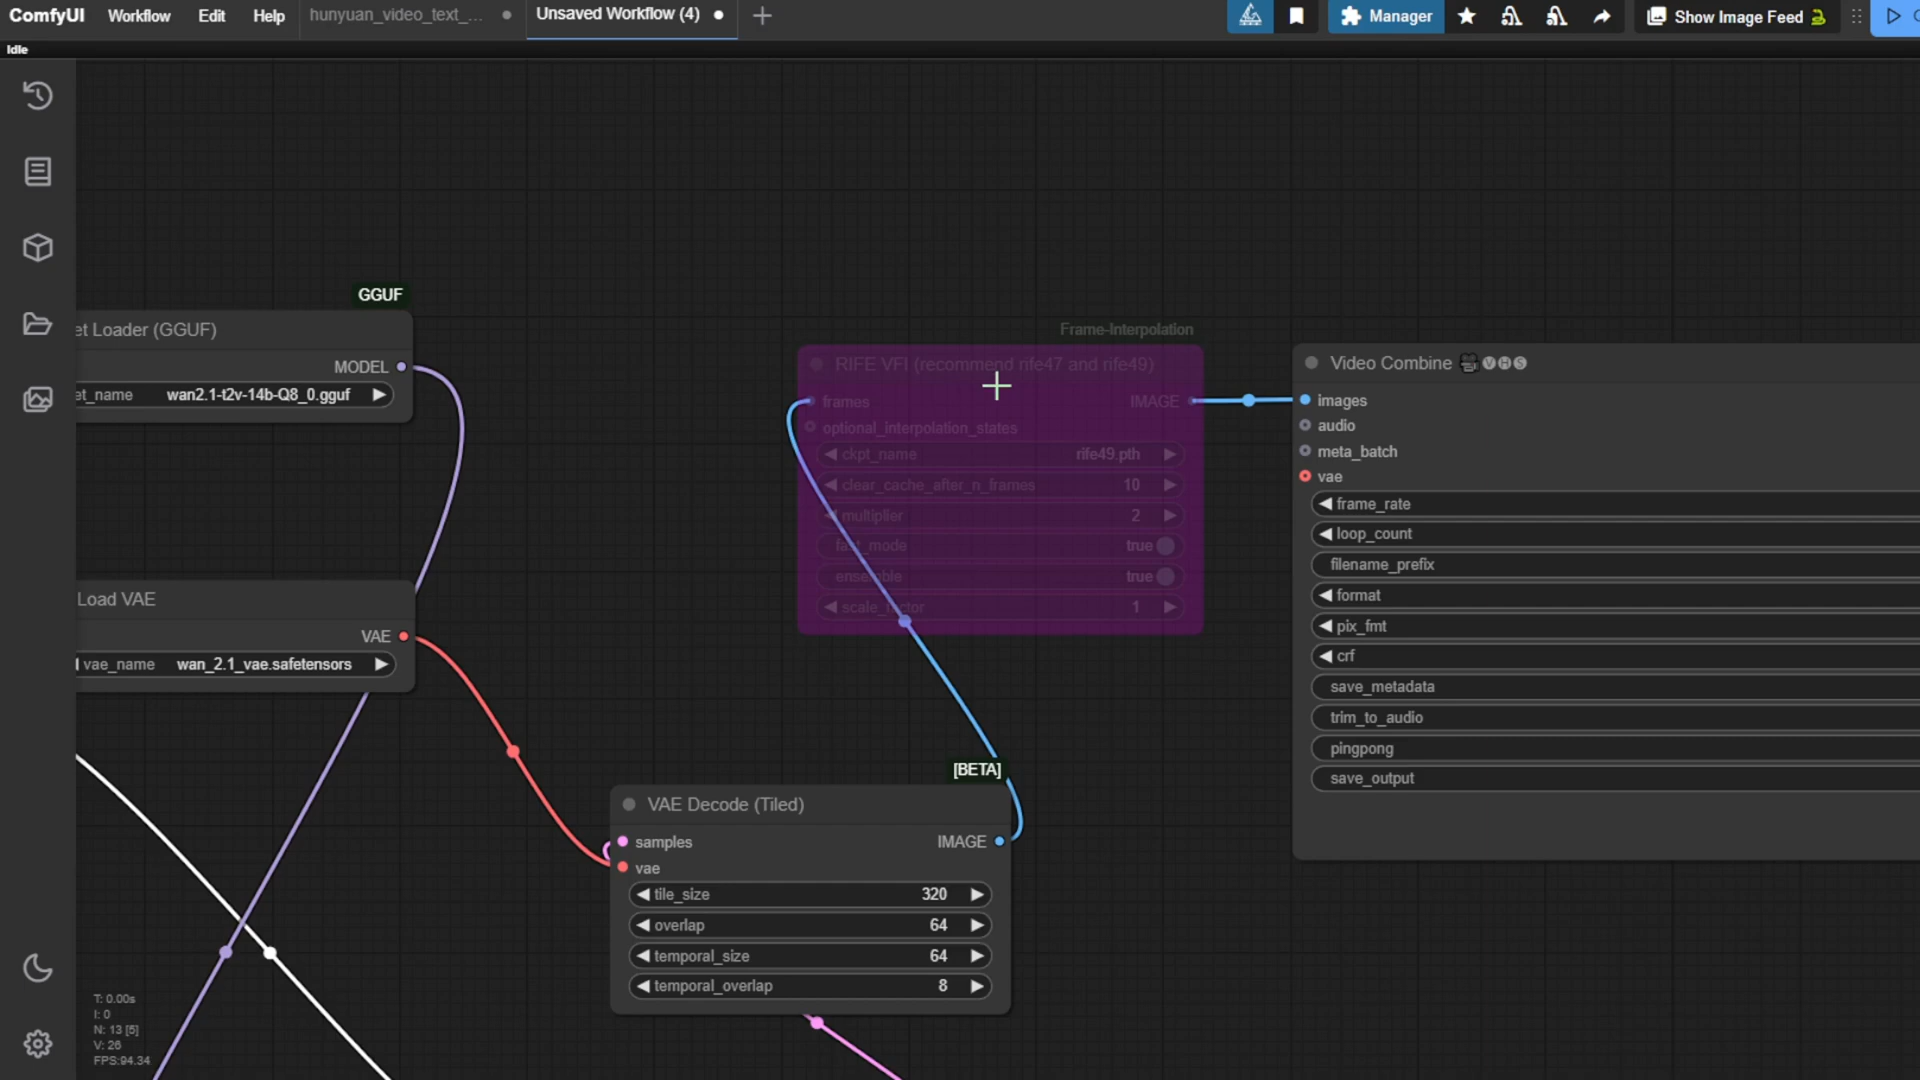 ComfyUI Workflow Edit Help hunyuan_video_text_... Unsaved Workflow (4)
Manager Show Image Feed
Idle
GGUF
et Loader (GGUF)
MODEL
et_name wan2.1-t2v-14b-Q8_0.gguf
Load VAE
VAE
vae_name wan_2.1_vae.safetensors
Frame-Interpolation
RIFE VFI (recommend rife47 and rife49)
frames IMAGE
optional_interpolation_states
ckpt_name rife49.pth
clear_cache_after_n_frames 10
multiplier 2
fast_mode true
ensemble true
scale_factor 1
Video Combine VHS
images
audio
meta_batch
vae
frame_rate
loop_count
filename_prefix
format
pix_fmt
crf
save_metadata
trim_to_audio
pingpong
save_output
[BETA]
VAE Decode (Tiled)
samples IMAGE
vae
tile_size 320
overlap 64
temporal_size 64
temporal_overlap 8
T: 0.00s
I: 0
N: 13 [5]
V: 26
FPS:94.34